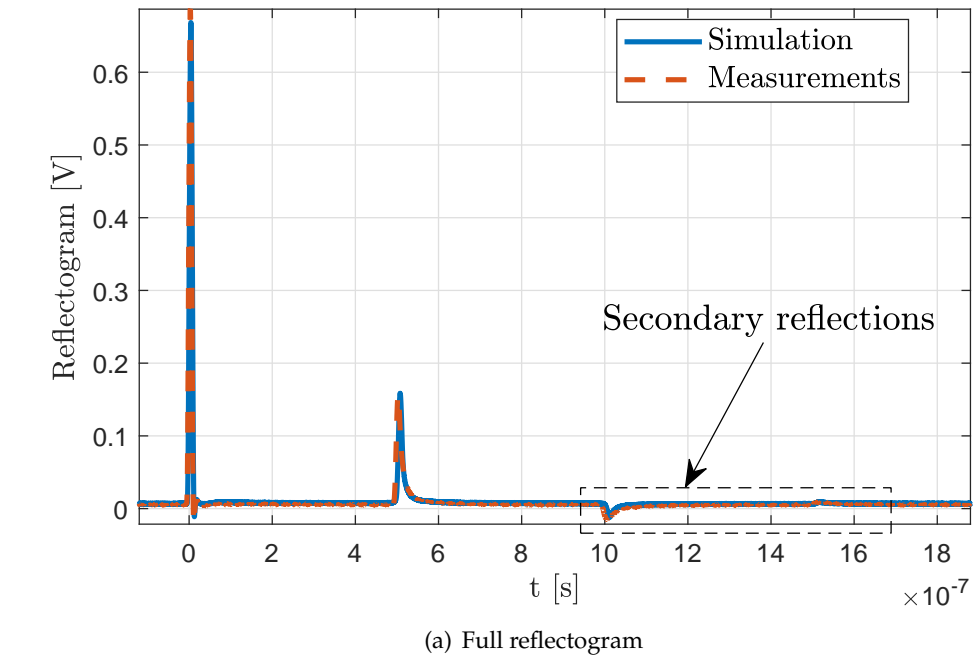 Simulation
Measurements
Reflectogram [V]
0.6
0.5
0.4
0.3
0.2
0.1
0
Secondary reflections
0 2 4 6 8 10 12 14 16 18
t [s]
×10-7
(a) Full reflectogram